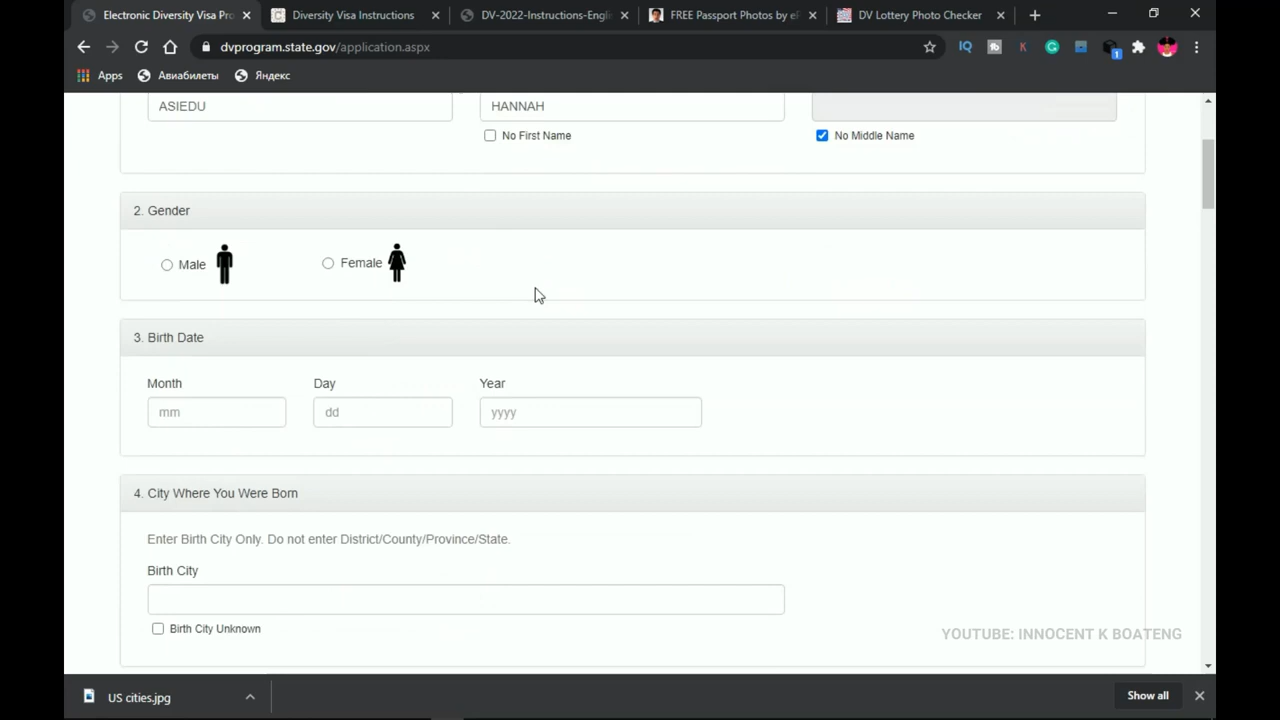 Electronic Diversity Visa Pro
Diversity Visa Instructions
DV-2022-Instructions-Engli
FREE Passport Photos by eP
DV Lottery Photo Checker
dvprogram.state.gov/application.aspx
IQ
K
G
1
Apps
Авиабилеты
Яндекс
ASIEDU
HANNAH
No First Name
No Middle Name
2. Gender
Male
Female
3. Birth Date
Month
Day
Year
mm
dd
yyyy
4. City Where You Were Born
Enter Birth City Only. Do not enter District/County/Province/State.
Birth City
Birth City Unknown
YOUTUBE: INNOCENT K BOATENG
US cities.jpg
Show all